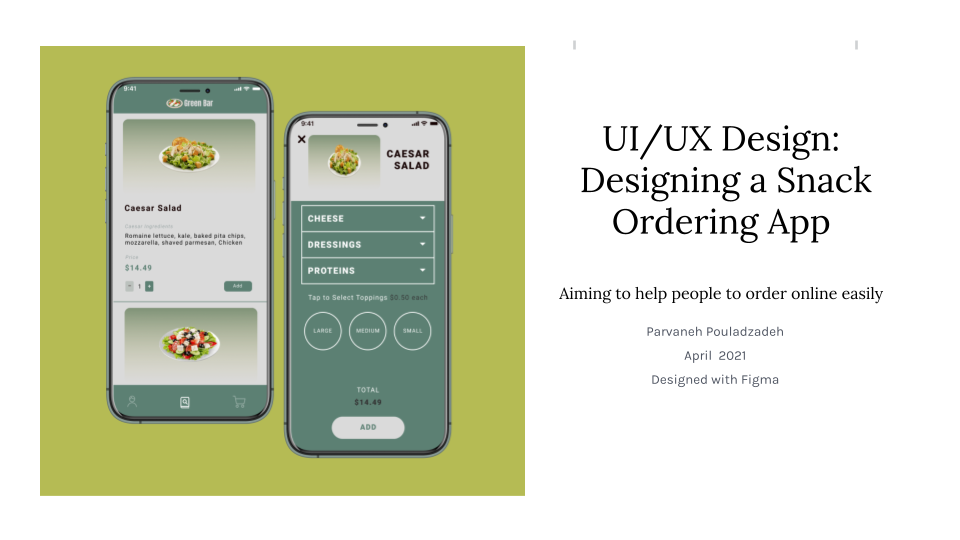 9:41
Green Bar
Caesar Salad
Caesar Ingredients
Romaine lettuce, kale, baked pita chips,
mozzarella, shaved parmesan, Chicken
Price
$14.49
- 1 +
Add
9:41
CAESAR
SALAD
CHEESE
DRESSINGS
PROTEINS
Tap to Select Toppings $0.50 each
LARGE
MEDIUM
SMALL
TOTAL
$14.49
ADD
UI/UX Design:
Designing a Snack
Ordering App
Aiming to help people to order online easily
Parvaneh Pouladzadeh
April 2021
Designed with Figma